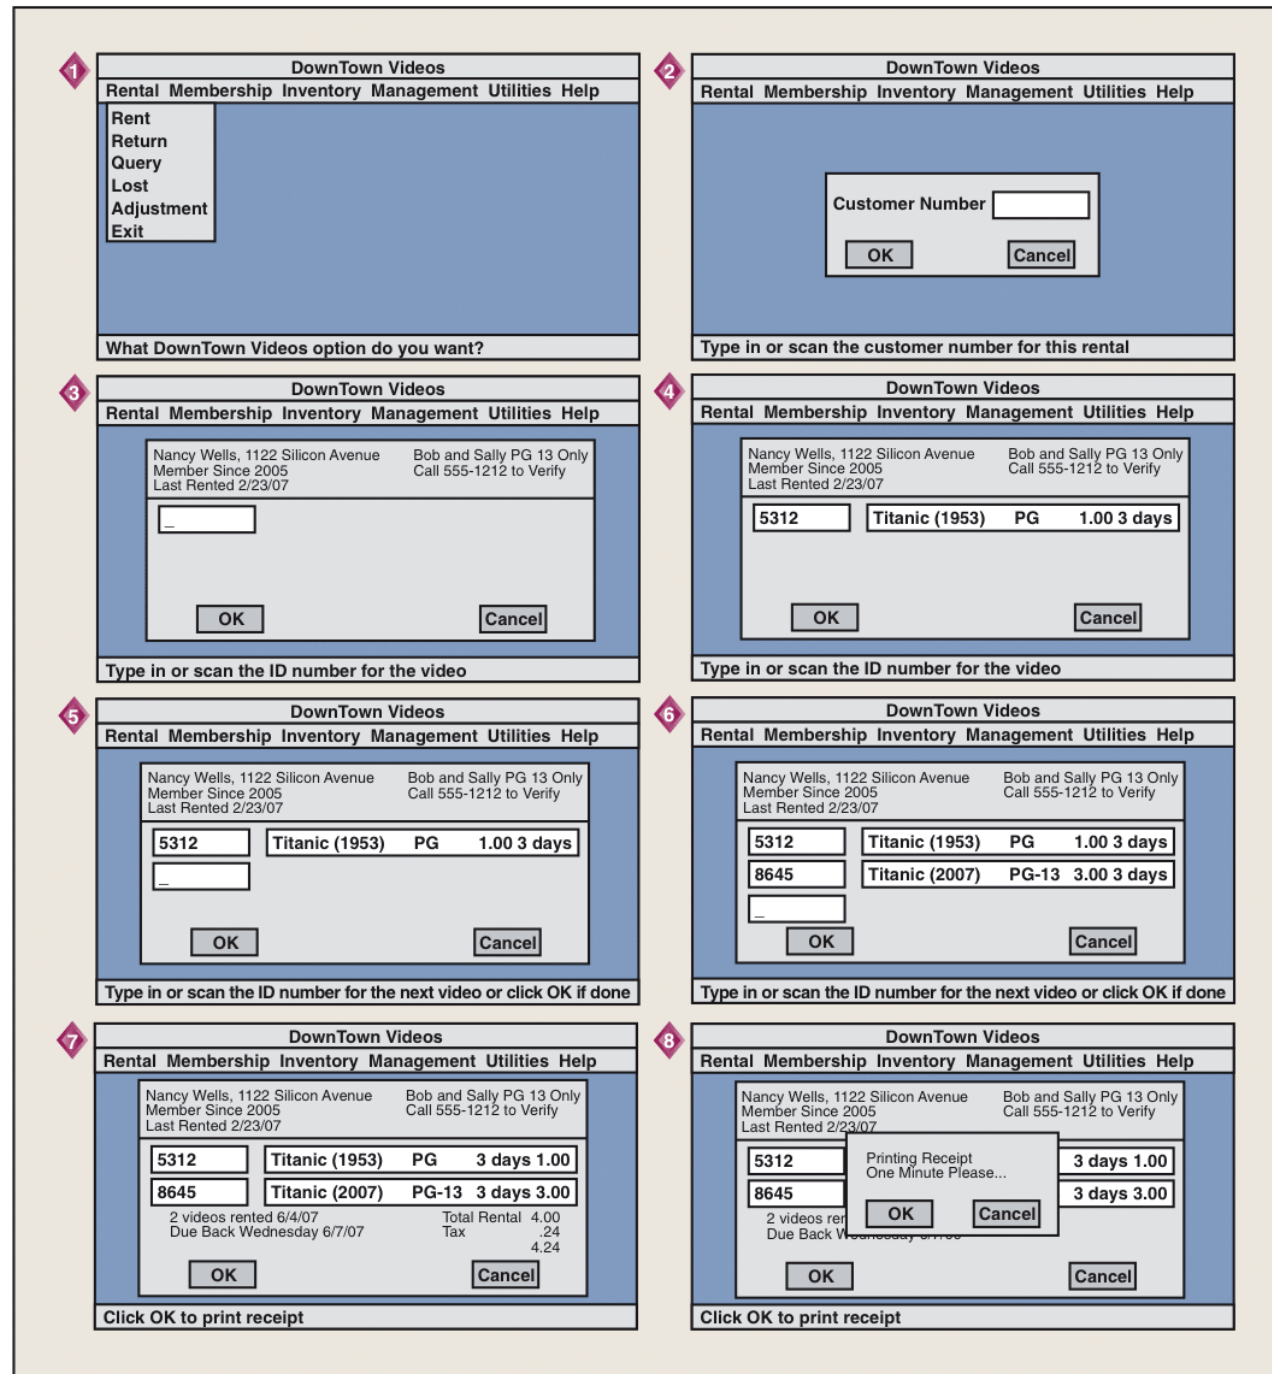 1
DownTown Videos
Rental Membership Inventory Management Utilities Help
Rent
Return
Query
Lost
Adjustment
Exit
What DownTown Videos option do you want?
2
DownTown Videos
Rental Membership Inventory Management Utilities Help
Customer Number
OK Cancel
Type in or scan the customer number for this rental
3
DownTown Videos
Rental Membership Inventory Management Utilities Help
Nancy Wells, 1122 Silicon Avenue Bob and Sally PG 13 Only
Member Since 2005 Call 555-1212 to Verify
Last Rented 2/23/07
_
OK Cancel
Type in or scan the ID number for the video
4
DownTown Videos
Rental Membership Inventory Management Utilities Help
Nancy Wells, 1122 Silicon Avenue Bob and Sally PG 13 Only
Member Since 2005 Call 555-1212 to Verify
Last Rented 2/23/07
5312 Titanic (1953) PG 1.00 3 days
OK Cancel
Type in or scan the ID number for the video
5
DownTown Videos
Rental Membership Inventory Management Utilities Help
Nancy Wells, 1122 Silicon Avenue Bob and Sally PG 13 Only
Member Since 2005 Call 555-1212 to Verify
Last Rented 2/23/07
5312 Titanic (1953) PG 1.00 3 days
_
OK Cancel
Type in or scan the ID number for the next video or click OK if done
6
DownTown Videos
Rental Membership Inventory Management Utilities Help
Nancy Wells, 1122 Silicon Avenue Bob and Sally PG 13 Only
Member Since 2005 Call 555-1212 to Verify
Last Rented 2/23/07
5312 Titanic (1953) PG 1.00 3 days
8645 Titanic (2007) PG-13 3.00 3 days
_
OK Cancel
Type in or scan the ID number for the next video or click OK if done
7
DownTown Videos
Rental Membership Inventory Management Utilities Help
Nancy Wells, 1122 Silicon Avenue Bob and Sally PG 13 Only
Member Since 2005 Call 555-1212 to Verify
Last Rented 2/23/07
5312 Titanic (1953) PG 3 days 1.00
8645 Titanic (2007) PG-13 3 days 3.00
2 videos rented 6/4/07 Total Rental 4.00
Due Back Wednesday 6/7/07 Tax .24
4.24
OK Cancel
Click OK to print receipt
8
DownTown Videos
Rental Membership Inventory Management Utilities Help
Nancy Wells, 1122 Silicon Avenue Bob and Sally PG 13 Only
Member Since 2005 Call 555-1212 to Verify
Last Rented 2/23/07
5312 3 days 1.00
8645 3 days 3.00
Printing Receipt
One Minute Please...
OK Cancel
2 videos ren
Due Back
OK Cancel
Click OK to print receipt